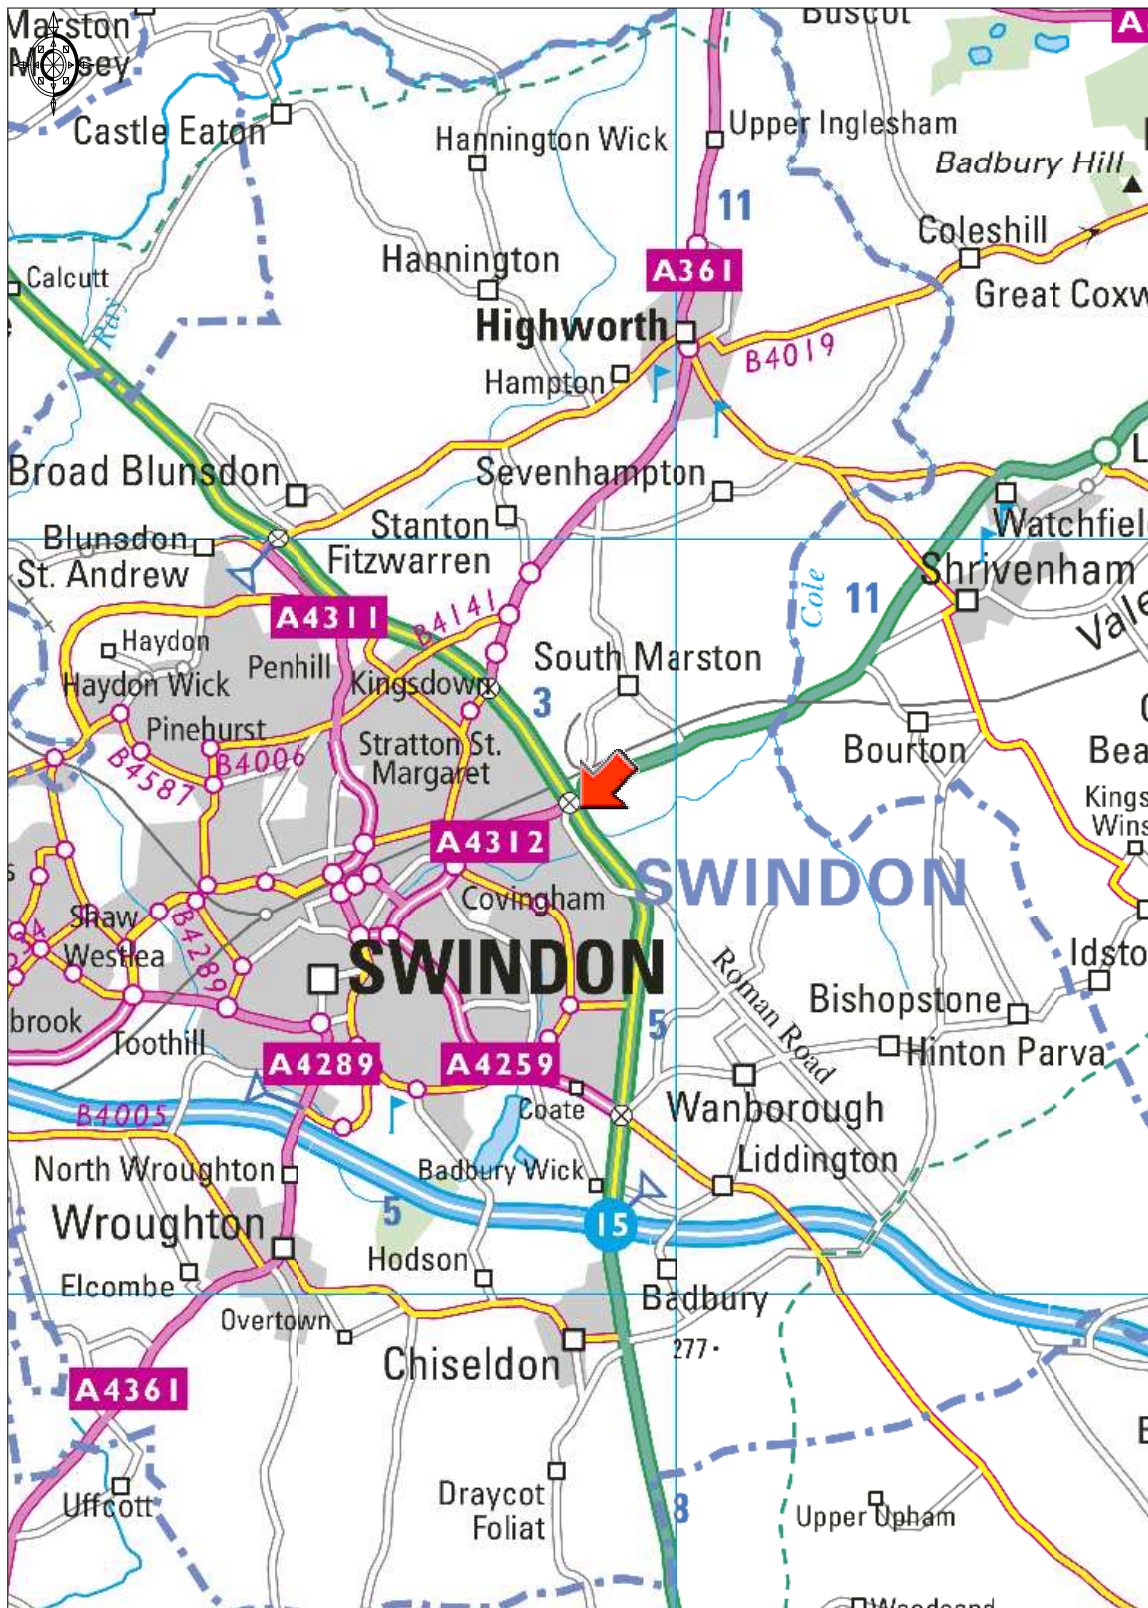 Marston
Buscot
A
Castle Eaton
Hannington Wick
Upper Inglesham
Badbury Hill
11
Coleshill
Hannington
A361
Calcutt
Ray
Great Coxw
Highworth
B4019
Hampton
Broad Blunsdon
Sevenhampton
L
Stanton
Fitzwarren
Watchfiel
Blunsdon
St. Andrew
Shrivenham
Cole
11
A4311
B4141
Vale
Haydon
Penhill
South Marston
Haydon Wick
Kingsdown
3
Pinehurst
Stratton St.
Margaret
B4006
B4587
Bourton
Bea
Kings
Wins
A4312
SWINDON
Covingham
Shaw
Westlea
B4289
SWINDON
Roman Road
Idsto
Bishopstone
brook
Toothill
5
Hinton Parva
A4289
A4259
B4005
Coate
Wanborough
North Wroughton
Badbury Wick
Liddington
Wroughton
5
15
Hodson
Elcombe
Badbury
Overtown
277
Chiseldon
A4361
Draycot
Foliat
Uffcott
8
Upper Upham